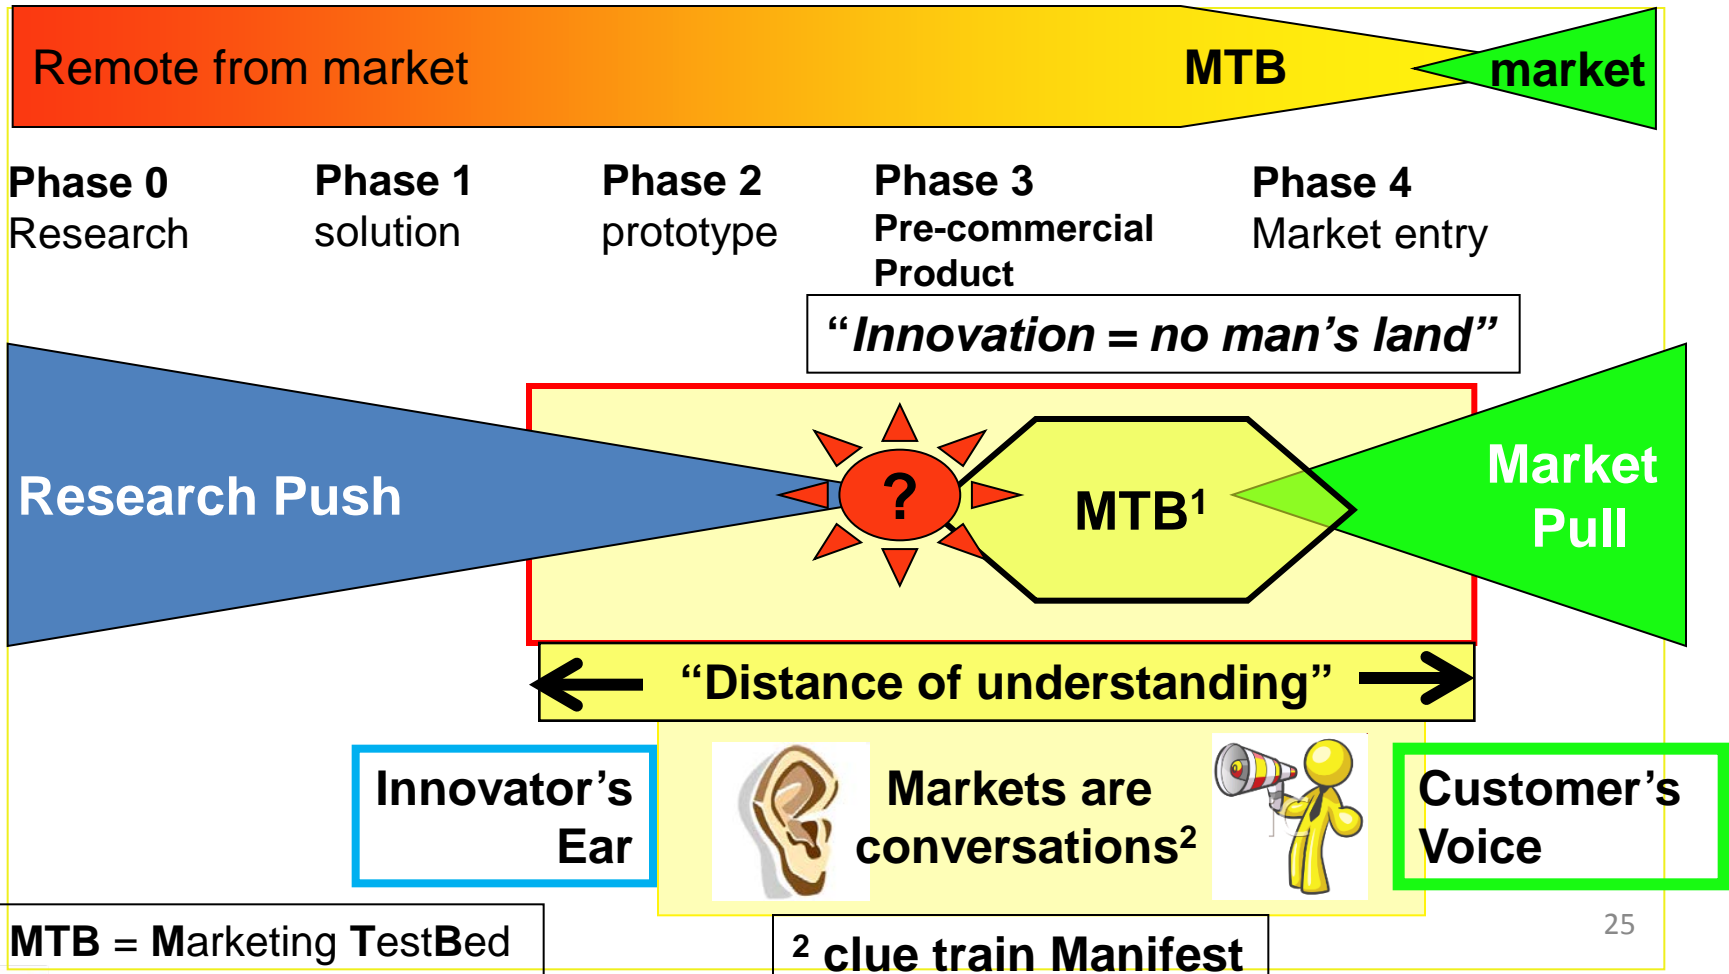 Remote from market
MTB
market
Phase 0
Research
Phase 1
solution
Phase 2
prototype
Phase 3
Pre-commercial
Product
Phase 4
Market entry
“Innovation = no man’s land”
Research Push
?
MTB¹
Market
Pull
“Distance of understanding”
Innovator’s
Ear
Markets are
conversations²
Customer’s
Voice
MTB = Marketing TestBed
² clue train Manifest
25